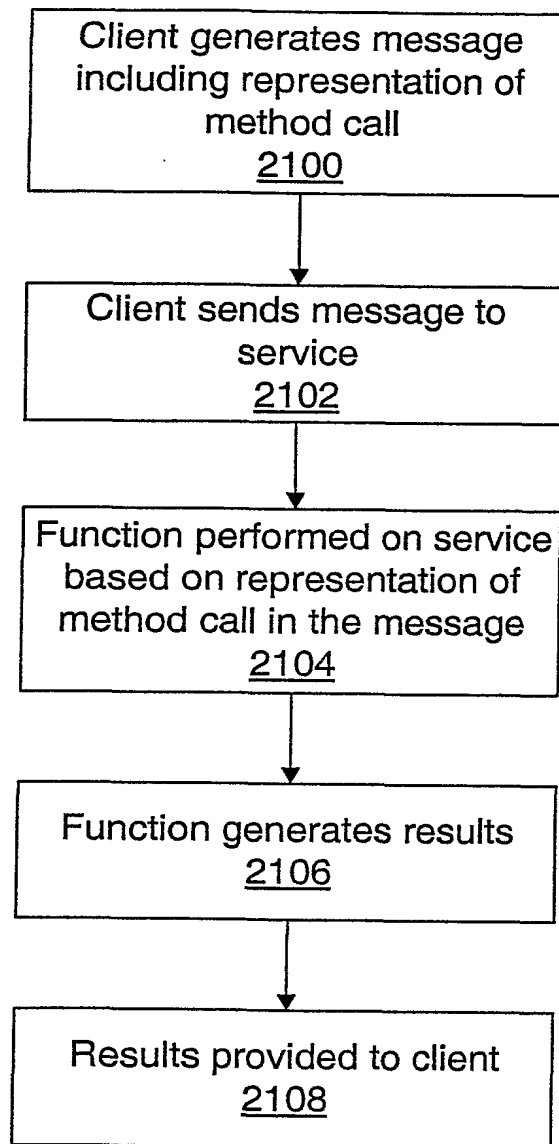 Client generates message
including representation of
method call
2100
Client sends message to
service
2102
Function performed on service
based on representation of
method call in the message
2104
Function generates results
2106
Results provided to client
2108